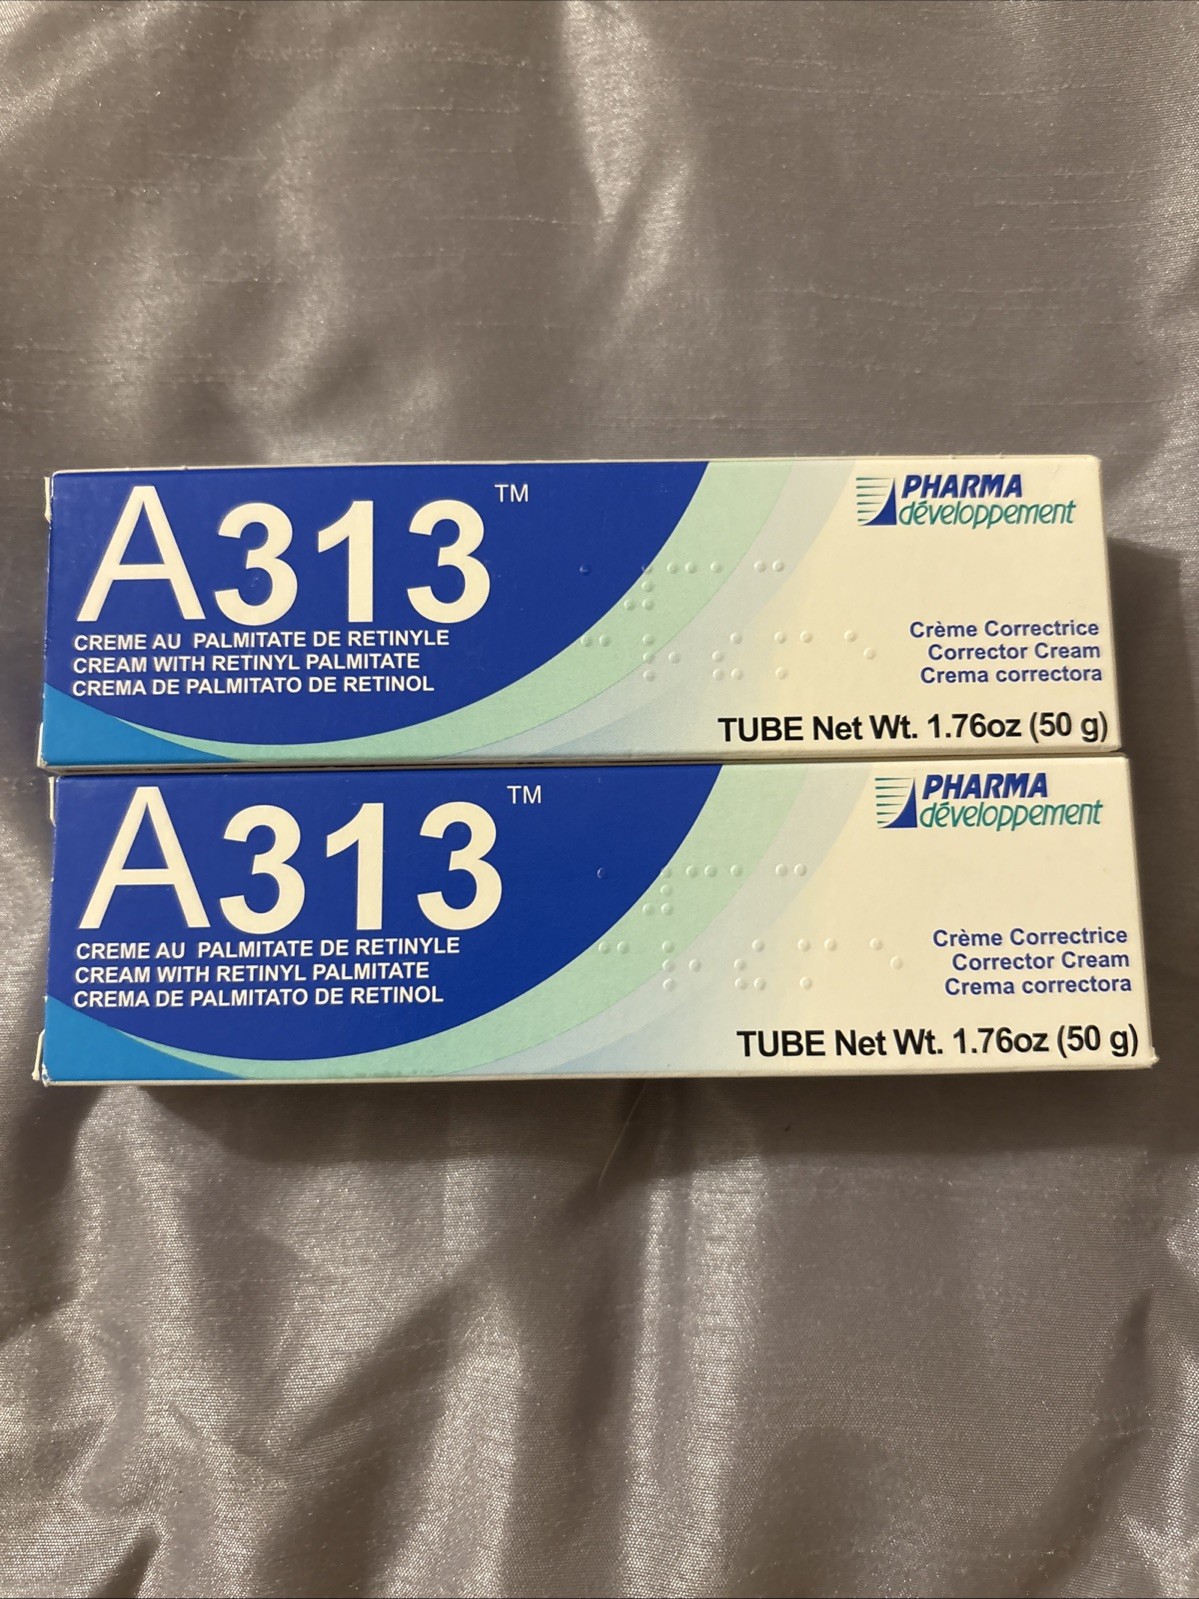 A313™
CREME AU PALMITATE DE RETINYLE
CREAM WITH RETINYL PALMITATE
CREMA DE PALMITATO DE RETINOL
PHARMA
développement
Crème Correctrice
Corrector Cream
Crema correctora
TUBE Net Wt. 1.76oz (50 g)
A313™
CREME AU PALMITATE DE RETINYLE
CREAM WITH RETINYL PALMITATE
CREMA DE PALMITATO DE RETINOL
PHARMA
développement
Crème Correctrice
Corrector Cream
Crema correctora
TUBE Net Wt. 1.76oz (50 g)